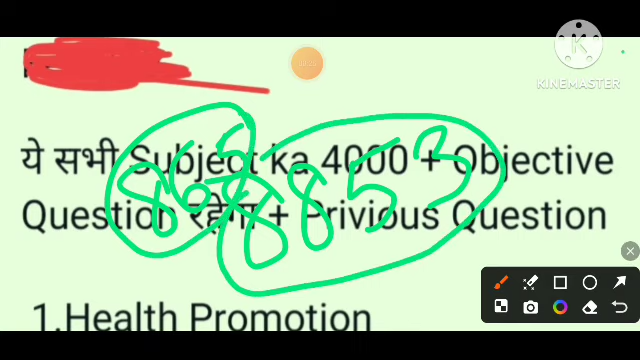 KINEMASTER
ये सभी Subject ka 4000 + Objective
Question रहेगा + Privious Question
1.Health Promotion